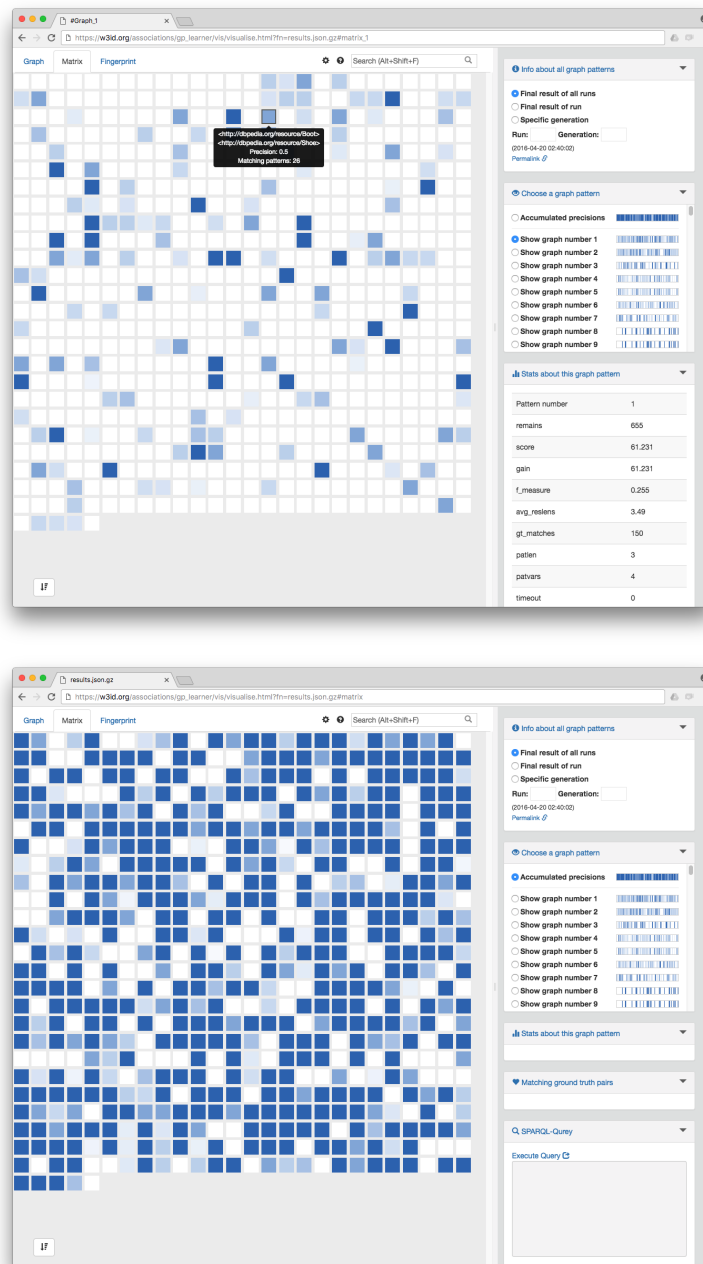 #Graph_1
https://w3id.org/associations/gp_learner/vis/visualise.html?fn=results.json.gz#matrix_1
Graph Matrix Fingerprint Search (Alt+Shift+F)
<http://dbpedia.org/resource/Boot>
<http://dbpedia.org/resource/Shoe>
Precision: 0.5
Matching patterns: 26
Info about all graph patterns
Final result of all runs
Final result of run
Specific generation
Run: Generation:
(2016-04-20 02:40:02)
Permalink
Choose a graph pattern
Accumulated precisions
Show graph number 1
Show graph number 2
Show graph number 3
Show graph number 4
Show graph number 5
Show graph number 6
Show graph number 7
Show graph number 8
Show graph number 9
Stats about this graph pattern
Pattern number 1
remains 655
score 61.231
gain 61.231
f_measure 0.255
avg_reslens 3.49
gt_matches 150
patlen 3
patvars 4
timeout 0
results.json.gz
https://w3id.org/associations/gp_learner/vis/visualise.html?fn=results.json.gz#matrix
Graph Matrix Fingerprint Search (Alt+Shift+F)
Info about all graph patterns
Final result of all runs
Final result of run
Specific generation
Run: Generation:
(2016-04-20 02:40:02)
Permalink
Choose a graph pattern
Accumulated precisions
Show graph number 1
Show graph number 2
Show graph number 3
Show graph number 4
Show graph number 5
Show graph number 6
Show graph number 7
Show graph number 8
Show graph number 9
Stats about this graph pattern
Matching ground truth pairs
SPARQL-Qurey
Execute Query